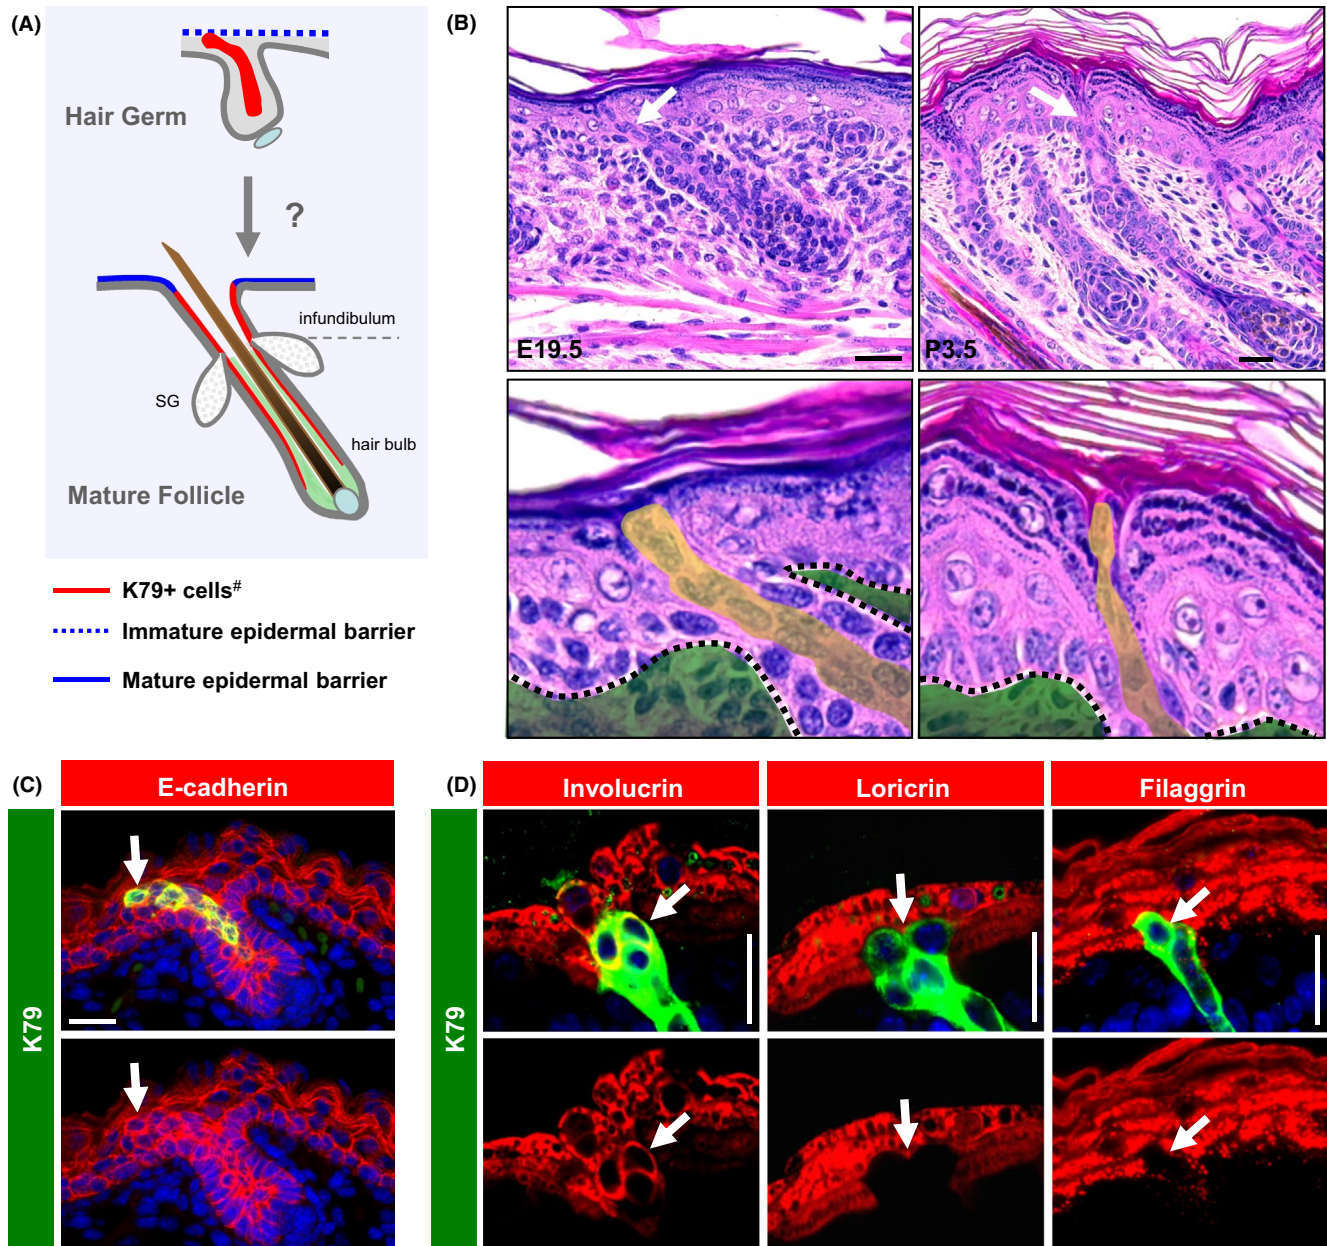 (A)
Hair Germ
?
infundibulum
SG
hair bulb
Mature Follicle
K79+ cells#
Immature epidermal barrier
Mature epidermal barrier
(B)
E19.5
P3.5
(C)
E-cadherin
K79
(D)
Involucrin
Loricrin
Filaggrin
K79